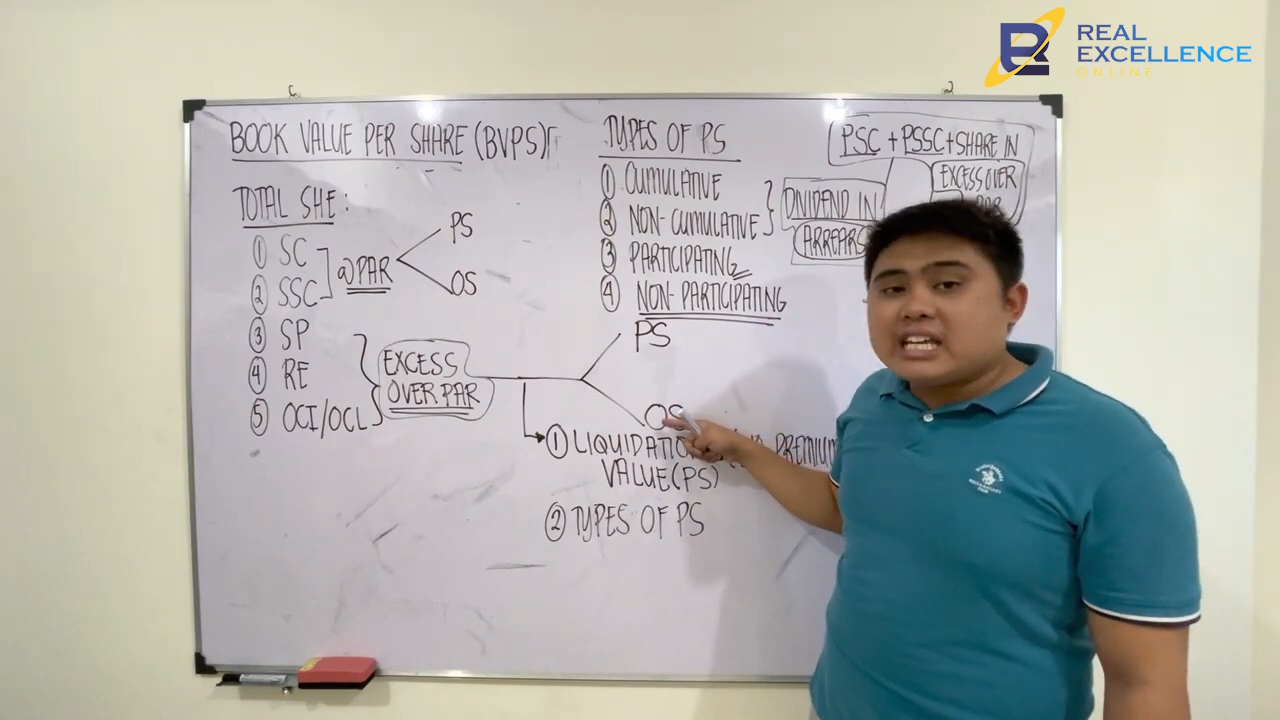 REAL
EXCELLENCE
ONLINE
BOOK VALUE PER SHARE (BVPS)
TOTAL SHE:
① SC
② SSC
@PAR
PS
OS
③ SP
④ RE
⑤ OCI/OCL
EXCESS
OVER PAR
TYPES OF PS
① CUMULATIVE
② NON-CUMULATIVE
③ PARTICIPATING
④ NON-PARTICIPATING
DIVIDEND IN
ARREARS
PSC + PSSC + SHARE IN
EXCESS OVER
PAR
PS
OS
① LIQUIDATION PREMIUM
VALUE (PS)
② TYPES OF PS